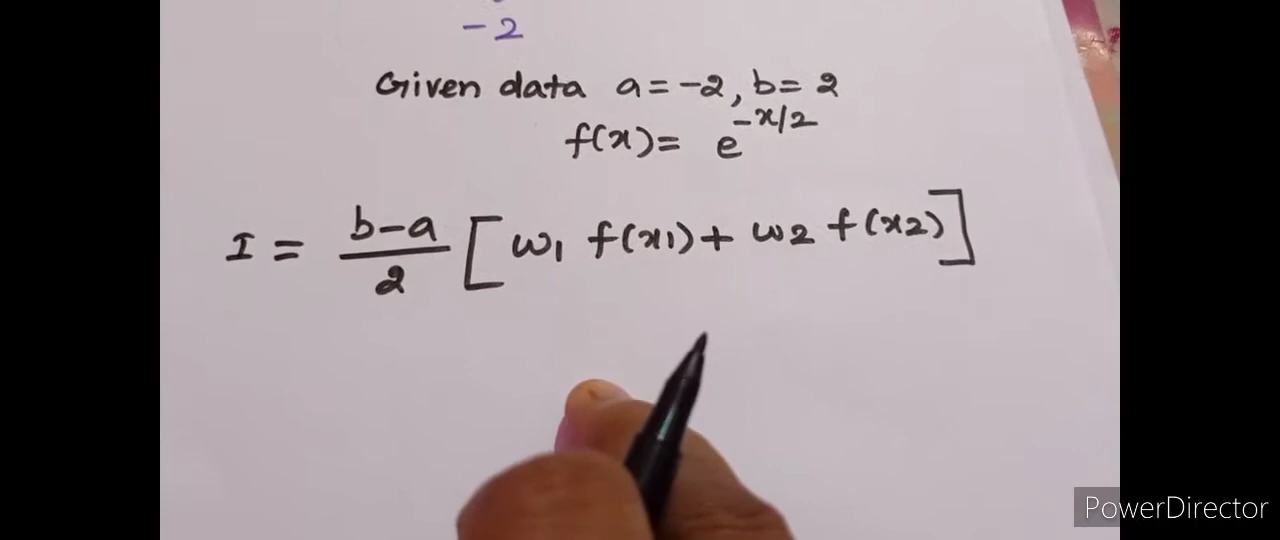 -2
Given data a=-2, b=2
f(x)= e^-x/2
I = b-a/2 [w1 f(x1)+ w2 f(x2)]
PowerDirector